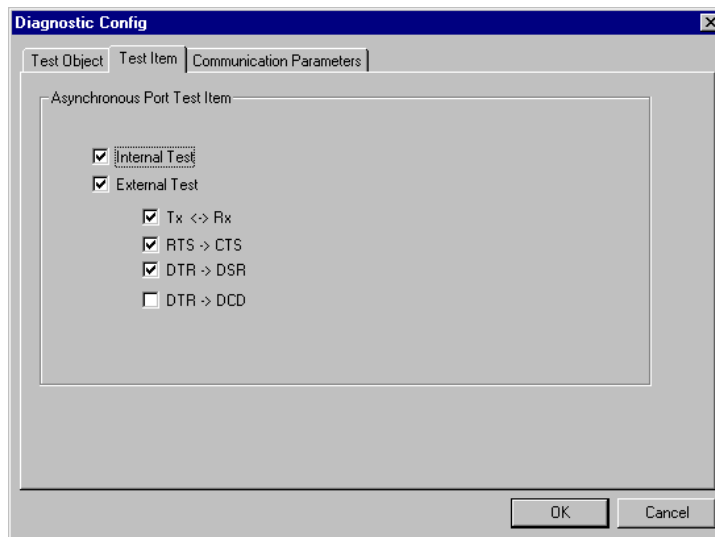 Diagnostic Config
Test Object Test Item Communication Parameters
Asynchronous Port Test Item
Internal Test
External Test
Tx <-> Rx
RTS -> CTS
DTR -> DSR
DTR -> DCD
OK Cancel